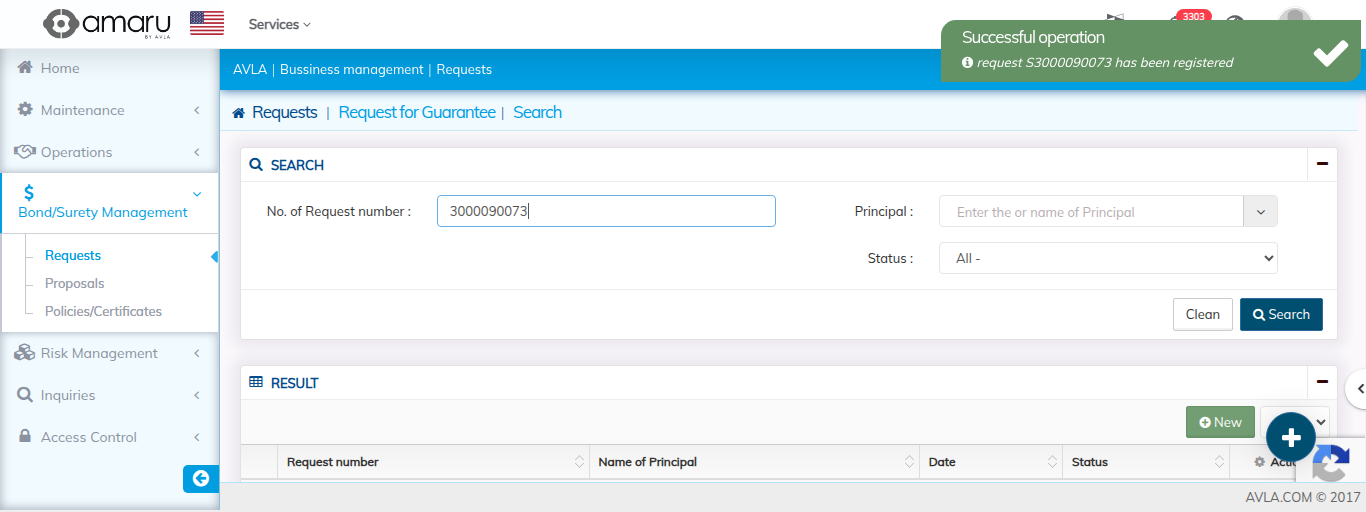 amaru
BY AVLA
Services
3303
Successful operation
request S3000090073 has been registered
Home
Maintenance
Operations
$
Bond/Surety Management
Requests
Proposals
Policies/Certificates
Risk Management
Inquiries
Access Control
AVLA | Bussiness management | Requests
Requests | Request for Guarantee | Search
SEARCH
No. of Request number : 3000090073
Principal : Enter the or name of Principal
Status : All -
Clean Search
RESULT
New
Request number Name of Principal Date Status
AVLA.COM © 2017